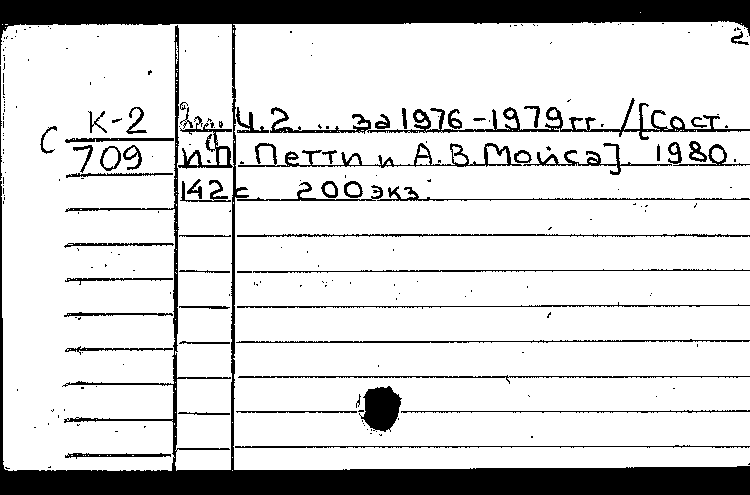 2
С К-2
709
Ч.2. ... за 1976-1979 гг. /[Сост.
И.П. Петти и А.В.Мойса]. 1980.
142 с. 200 экз.